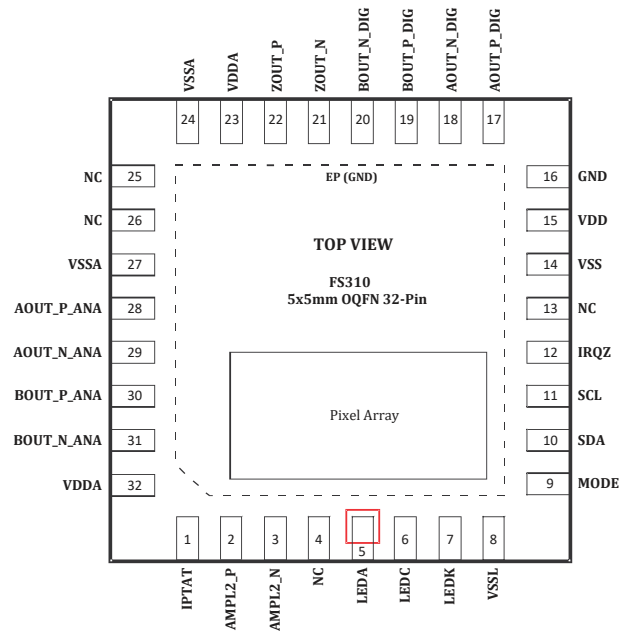 VSSA
VDDA
ZOUT_P
ZOUT_N
BOUT_N_DIG
BOUT_P_DIG
AOUT_N_DIG
AOUT_P_DIG
24 23 22 21 20 19 18 17
NC 25
EP (GND)
16 GND
NC 26
15 VDD
TOP VIEW
VSSA 27
14 VSS
FS310
5x5mm OQFN 32-Pin
AOUT_P_ANA 28
13 NC
AOUT_N_ANA 29
12 IRQZ
BOUT_P_ANA 30
Pixel Array
11 SCL
BOUT_N_ANA 31
10 SDA
VDDA 32
9 MODE
1 2 3 4 5 6 7 8
IPTAT
AMPL2_P
AMPL2_N
NC
LEDA
LEDC
LEDK
VSSL